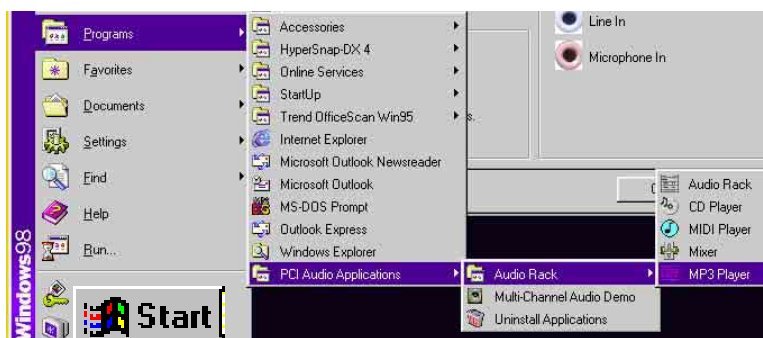 Programs
Favorites
Documents
Settings
Find
Help
Run...
Windows98
Start
Accessories
HyperSnap-DX 4
Online Services
StartUp
Trend OfficeScan Win95
Internet Explorer
Microsoft Outlook Newsreader
Microsoft Outlook
MS-DOS Prompt
Outlook Express
Windows Explorer
PCI Audio Applications
Audio Rack
Multi-Channel Audio Demo
Uninstall Applications
Audio Rack
CD Player
MIDI Player
Mixer
MP3 Player
Line In
Microphone In
s.